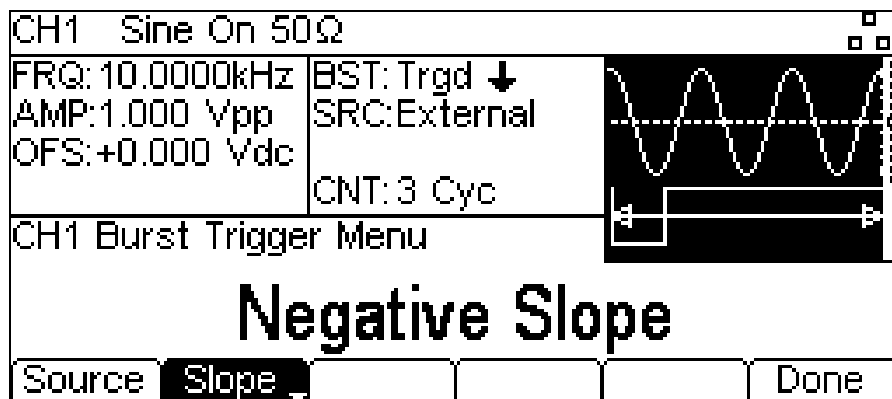 CH1 Sine On 50Ω
FRQ: 10.0000kHz
AMP:1.000 Vpp
OFS:+0.000 Vdc
BST: Trgd ↓
SRC:External
CNT: 3 Cyc
CH1 Burst Trigger Menu
Negative Slope
Source Slope Done